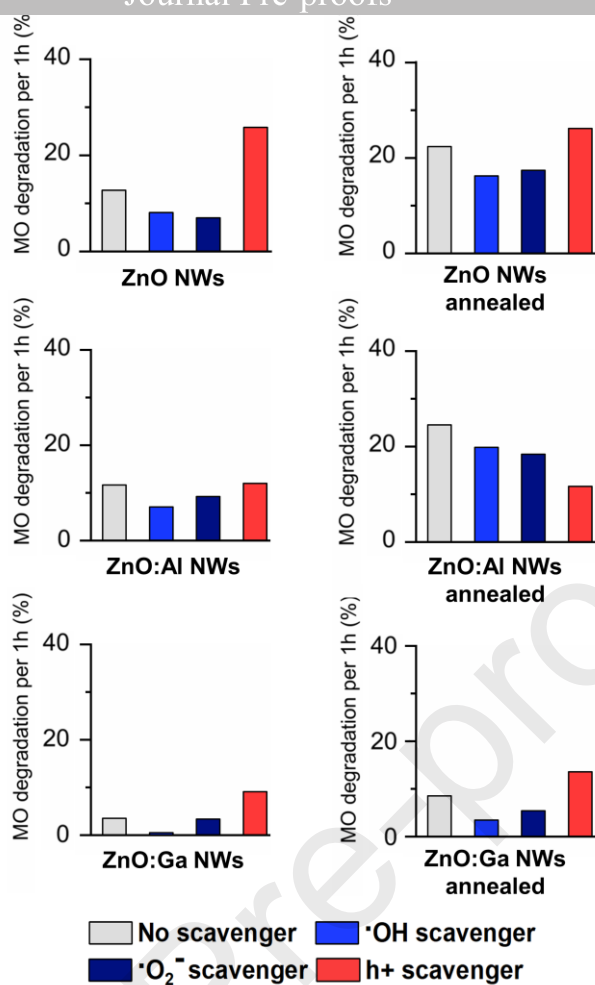 Journal Pre-proofs
MO degradation per 1h (%)
40
20
0
ZnO NWs
MO degradation per 1h (%)
40
20
0
ZnO NWs
annealed
MO degradation per 1h (%)
40
20
0
ZnO:Al NWs
MO degradation per 1h (%)
40
20
0
ZnO:Al NWs
annealed
MO degradation per 1h (%)
40
20
0
ZnO:Ga NWs
MO degradation per 1h (%)
40
20
0
ZnO:Ga NWs
annealed
No scavenger ·OH scavenger
·O₂⁻ scavenger h+ scavenger
Pre-pro